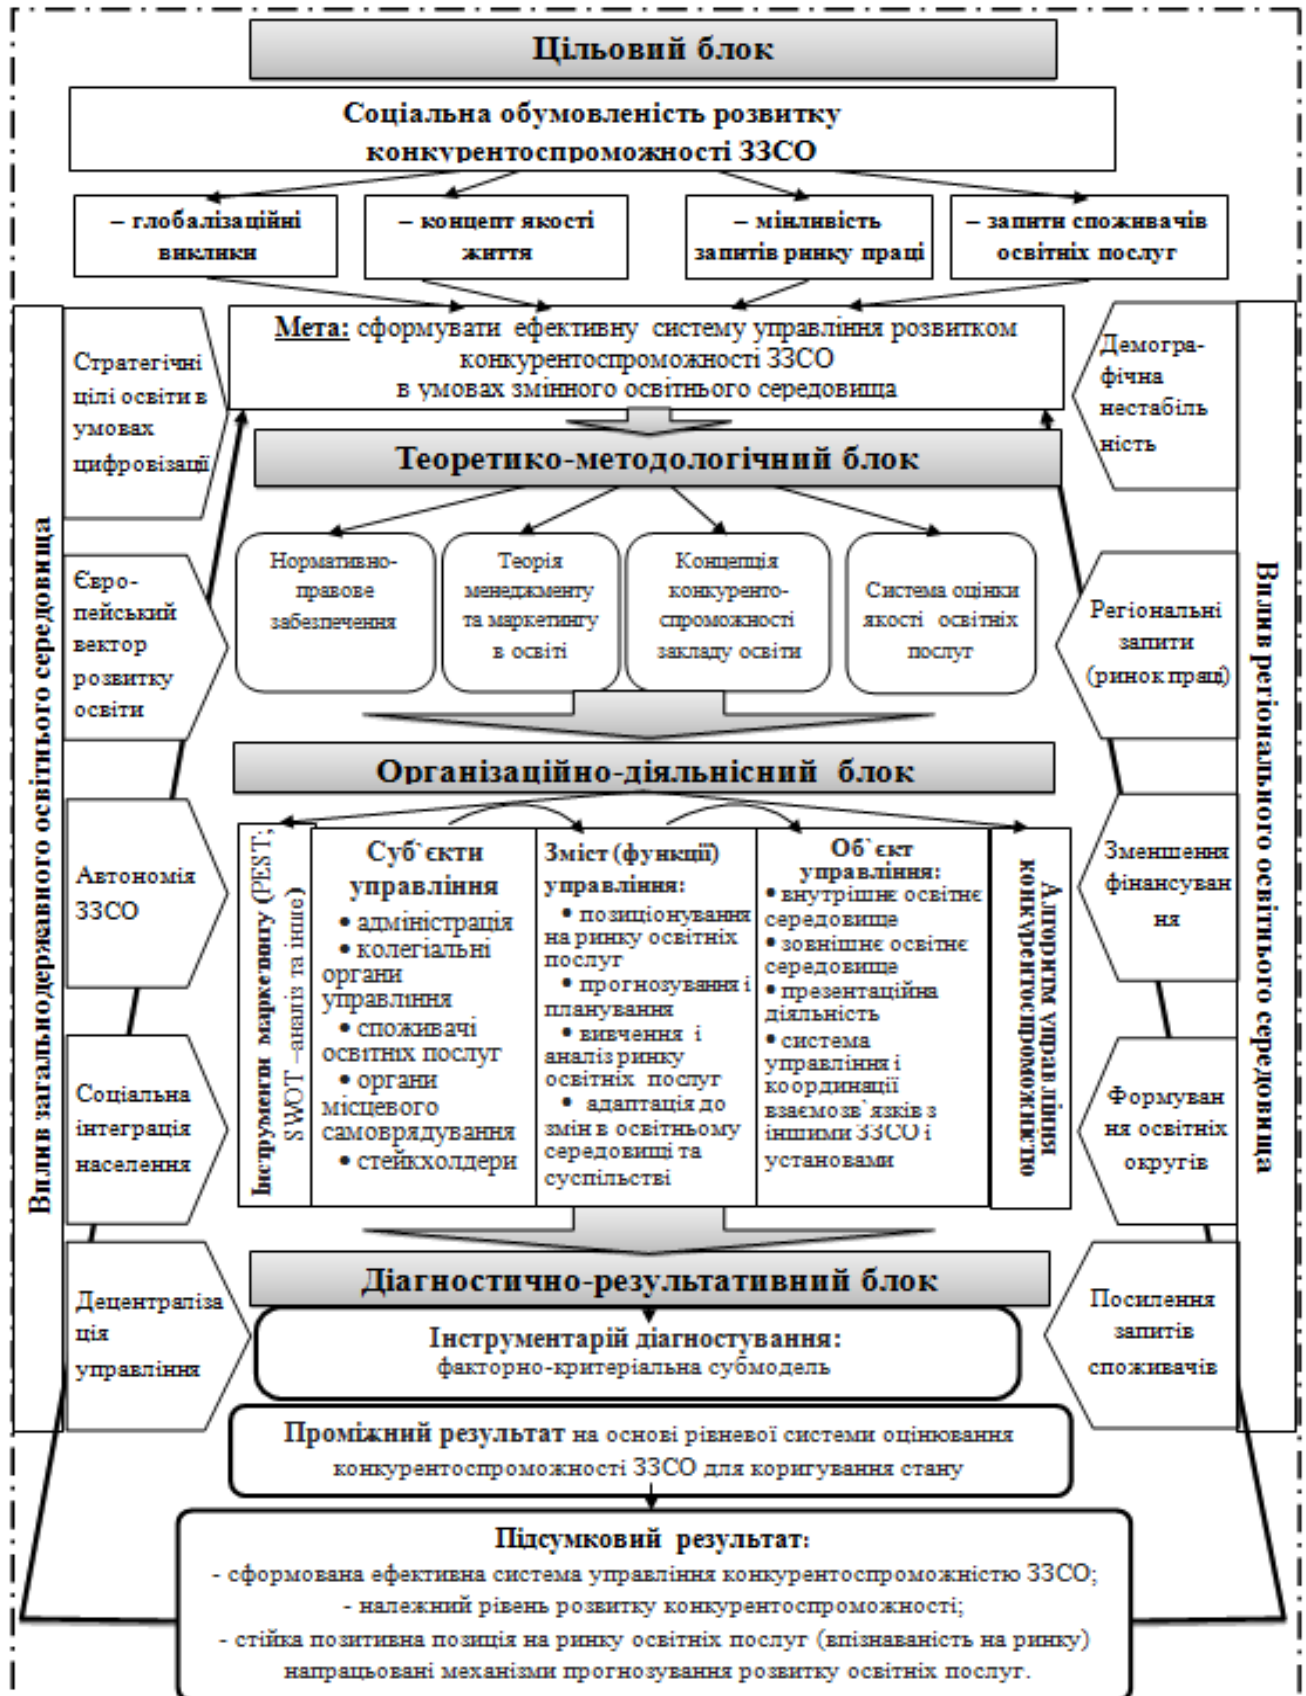 Цільовий блок
Соціальна обумовленість розвитку
конкурентоспроможності ЗЗСО
– глобалізаційні
виклики
– концепт якості
життя
– мінливість
запитів ринку праці
– запити споживачів
освітніх послуг
Мета: сформувати ефективну систему управління розвитком
конкурентоспроможності ЗЗСО
в умовах змінного освітнього середовища
Вплив загальнодержавного освітнього середовища
Стратегічні
цілі освіти в
умовах
цифровізації
Євро-
пейський
вектор
розвитку
освіти
Автономія
ЗЗСО
Соціальна
інтеграція
населення
Децентраліза
ція
управління
Теоретико-методологічний блок
Нормативно-
правове
забезпечення
Теорія
менеджменту
та маркетингу
в освіті
Концепція
конкуренто-
спроможності
закладу освіти
Система оцінки
якості освітніх
послуг
Організаційно-діяльнісний блок
Інструменти маркетингу (PEST;
SWOT –аналіз та інше)
Суб`єкти
управління
• адміністрація
• колегіальні
органи
управління
• споживачі
освітніх послуг
• органи
місцевого
самоврядування
• стейкхолдери
Зміст (функції)
управління:
• позиціонування
на ринку освітніх
послуг
• прогнозування і
планування
• вивчення і
аналіз ринку
освітніх послуг
• адаптація до
змін в освітньому
середовищі та
суспільстві
Об`єкт
управління:
• внутрішнє освітнє
середовище
• зовнішнє освітнє
середовище
• презентаційна
діяльність
• система
управління і
координації
взаємозв`язків з
іншими ЗЗСО і
установами
Алгоритм управління
конкурентоспроможністю
Демогра-
фічна
нестабіль
ність
Регіональні
запити
(ринок праці)
Зменшення
фінансуван
ня
Формуван
ня освітніх
округів
Посилення
запитів
споживачів
Вплив регіонального освітнього середовища
Діагностично-результативний блок
Інструментарій діагностування:
факторно-критеріальна субмодель
Проміжний результат на основі рівневої системи оцінювання
конкурентоспроможності ЗЗСО для коригування стану
Підсумковий результат:
- сформована ефективна система управління конкурентоспроможністю ЗЗСО;
- належний рівень розвитку конкурентоспроможності;
- стійка позитивна позиція на ринку освітніх послуг (впізнаваність на ринку)
напрацьовані механізми прогнозування розвитку освітніх послуг.